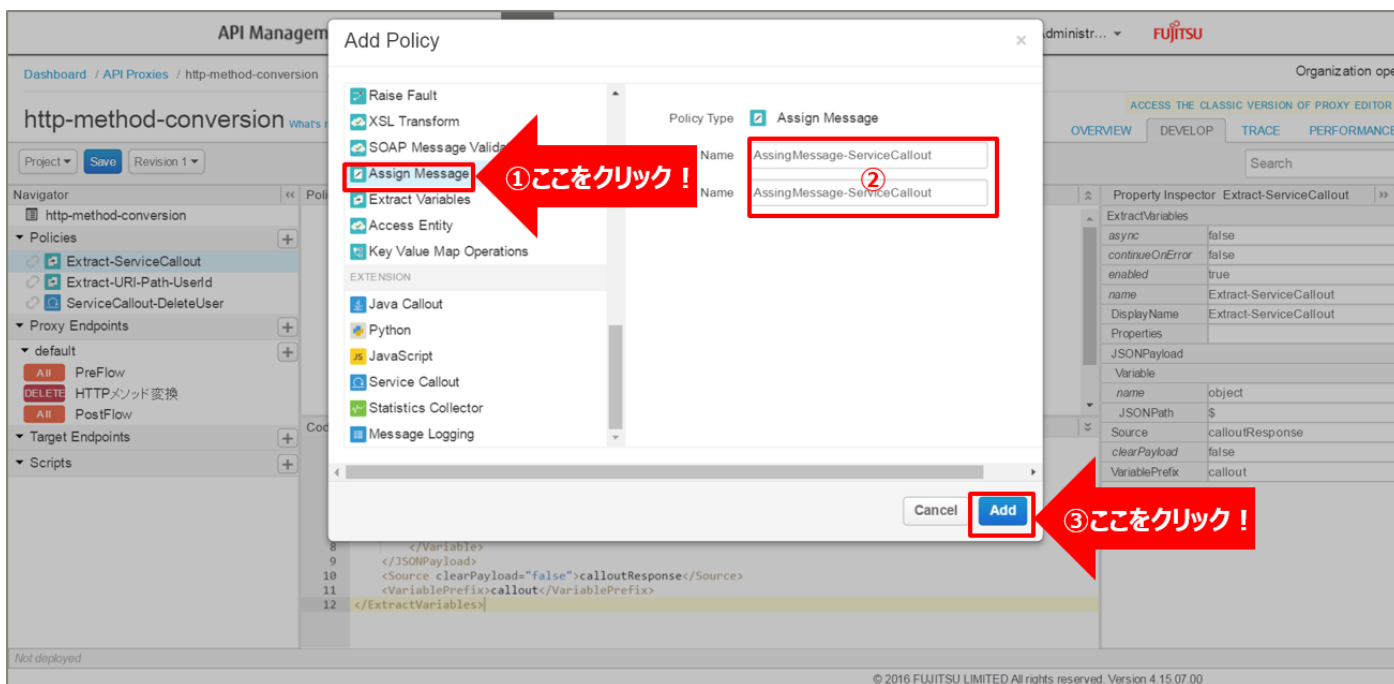 API Managem
Add Policy
×
dministr...
FUJITSU
Dashboard / API Proxies / http-method-conversion
Organization ope
http-method-conversion What's
ACCESS THE CLASSIC VERSION OF PROXY EDITOR
OVERVIEW DEVELOP TRACE PERFORMANCE
Project Save Revision 1
Search
Raise Fault
XSL Transform
SOAP Message Valida
Assign Message
Extract Variables
Access Entity
Key Value Map Operations
EXTENSION
Java Callout
Python
JavaScript
Service Callout
Statistics Collector
Message Logging
①ここをクリック！
Policy Type Assign Message
Name AssingMessage-ServiceCallout
②
Name AssingMessage-ServiceCallout
Cancel Add
③ここをクリック！
Navigator
http-method-conversion
Policies
Extract-ServiceCallout
Extract-URI-Path-UserId
ServiceCallout-DeleteUser
Proxy Endpoints
default
All PreFlow
DELETE HTTPメソッド変換
All PostFlow
Target Endpoints
Scripts
Poli
Cod
Property Inspector Extract-ServiceCallout
ExtractVariables
async false
continueOnError false
enabled true
name Extract-ServiceCallout
DisplayName Extract-ServiceCallout
Properties
JSONPayload
Variable
name object
JSONPath $
Source calloutResponse
clearPayload false
VariablePrefix callout
8 </Variable>
9 </JSONPayload>
10 <Source clearPayload="false">calloutResponse</Source>
11 <VariablePrefix>callout</VariablePrefix>
12 </ExtractVariables>
Not deployed
© 2016 FUJITSU LIMITED All rights reserved. Version 4.15.07.00